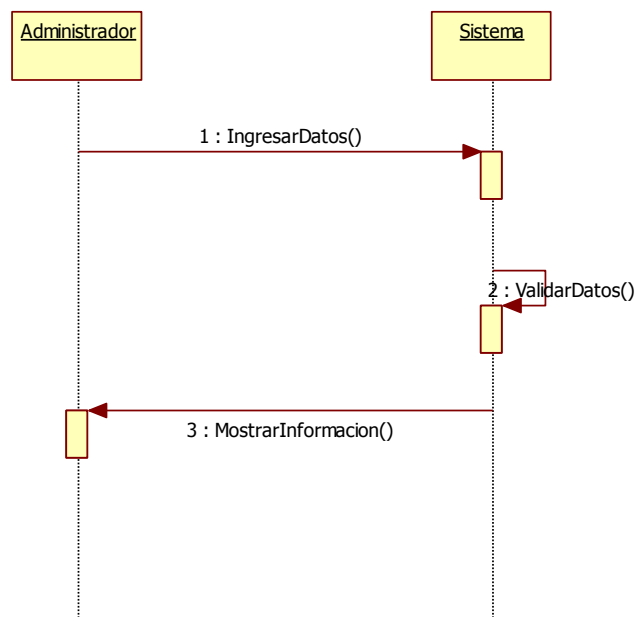 Administrador
Sistema
1 : IngresarDatos()
2 : ValidarDatos()
3 : MostrarInformacion()